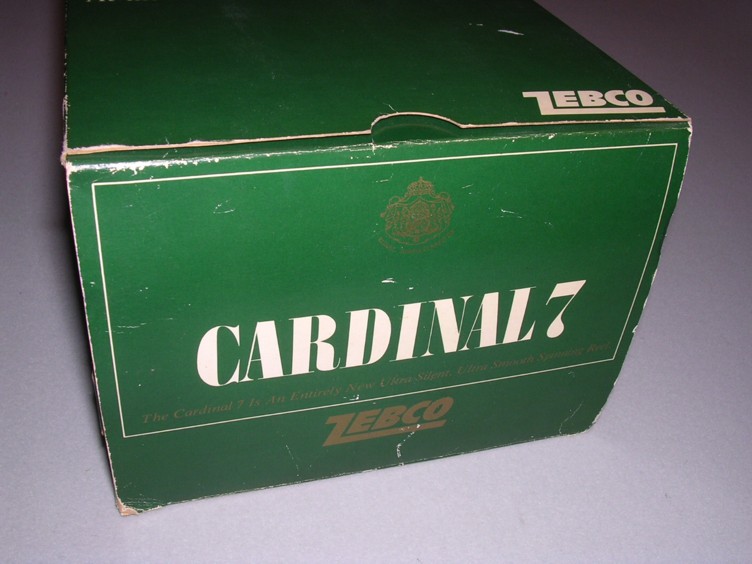 ZEBCO
CARDINAL 7
The Cardinal 7 Is An Entirely New Ultra Silent, Ultra Smooth Spinning Reel
ZEBCO